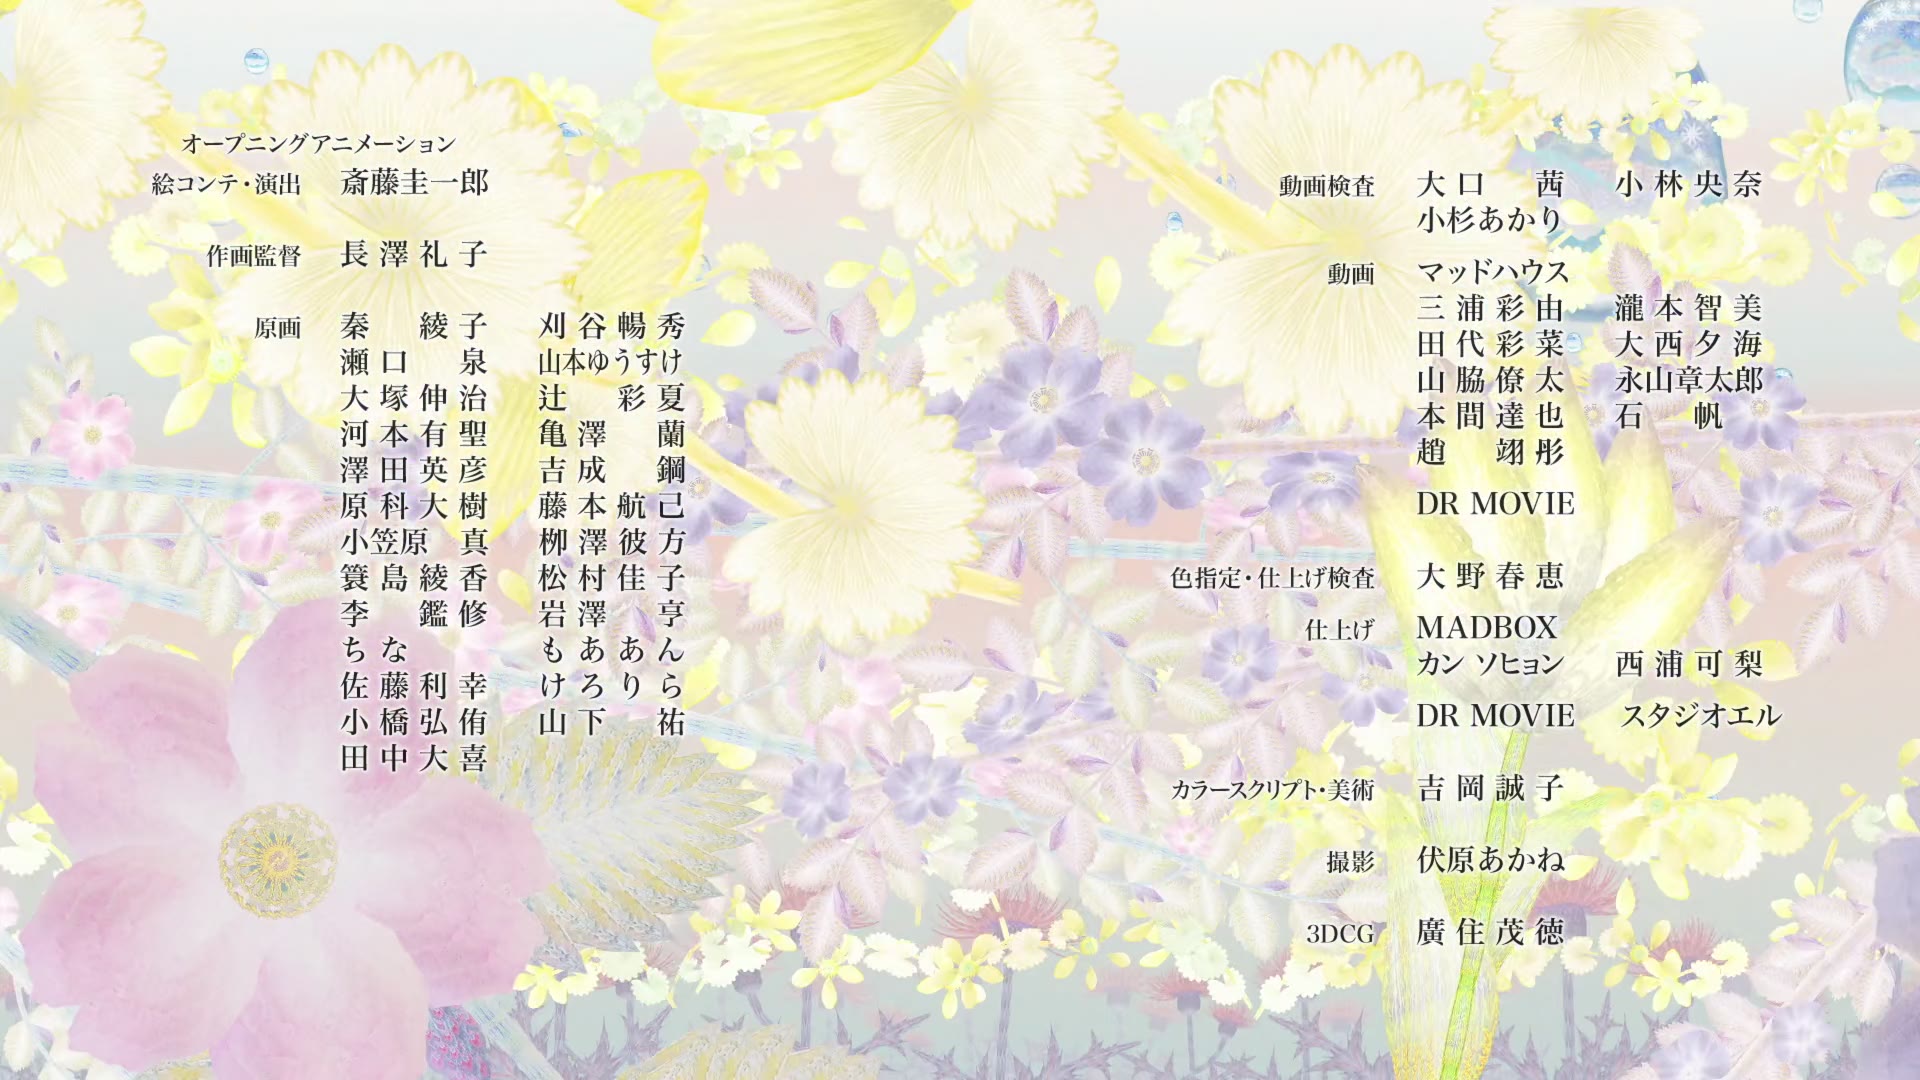 オープニングアニメーション
絵コンテ・演出 斎藤圭一郎
作画監督 長澤礼子
原画 秦綾子 刈谷暢秀
瀬口泉 山本ゆうすけ
大塚伸治 辻彩夏
河本有聖 亀澤蘭
澤田英彦 吉成鋼
原科大樹 藤本航己
小笠原真 栁澤彼方
簑島綾香 松村佳子
李鑑修 岩澤亨
ちな もああん
佐藤利幸 けろりら
小橋弘侑 山下祐
田中大喜
動画検査 大口茜 小林央奈
小杉あかり
動画 マッドハウス
三浦彩由 瀧本智美
田代彩菜 大西夕海
山脇僚太 永山章太郎
本間達也 石帆
趙翊彤
DR MOVIE
色指定・仕上げ検査 大野春恵
仕上げ MADBOX
カン ソヒョン 西浦可梨
DR MOVIE スタジオエル
カラースクリプト・美術 吉岡誠子
撮影 伏原あかね
3DCG 廣住茂徳